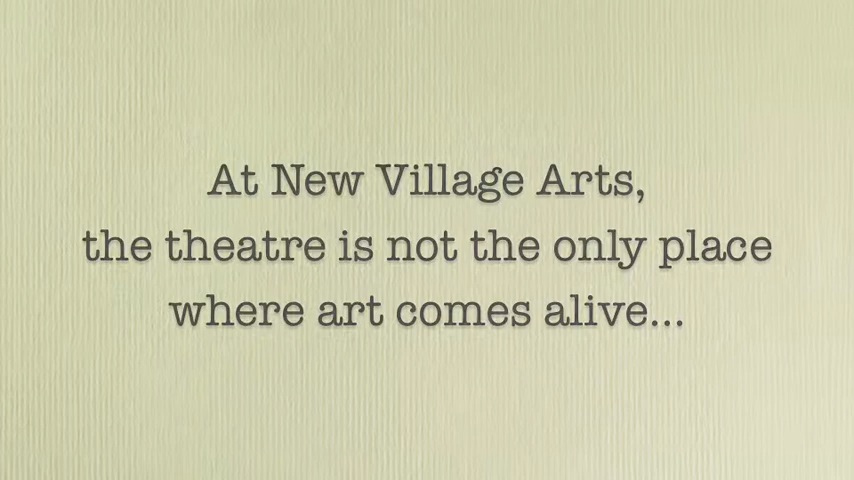 At New Village Arts,
the theatre is not the only place
where art comes alive...